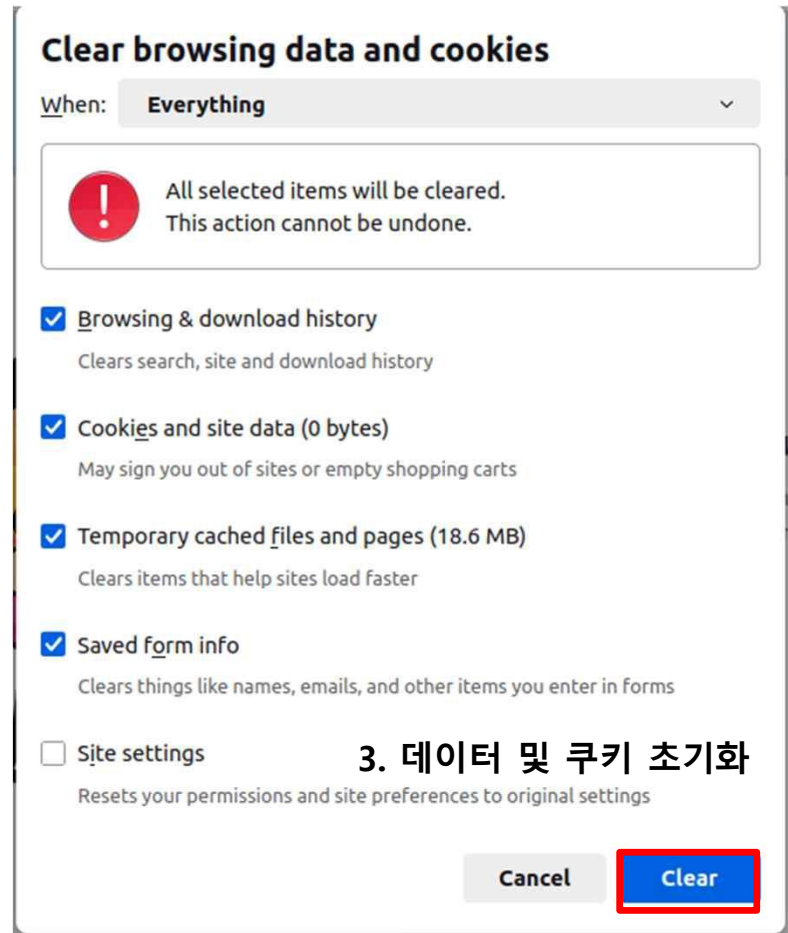 Clear browsing data and cookies
When: Everything
All selected items will be cleared.
This action cannot be undone.
Browsing & download history
Clears search, site and download history
Cookies and site data (0 bytes)
May sign you out of sites or empty shopping carts
Temporary cached files and pages (18.6 MB)
Clears items that help sites load faster
Saved form info
Clears things like names, emails, and other items you enter in forms
Site settings
3. 데이터 및 쿠키 초기화
Resets your permissions and site preferences to original settings
Cancel
Clear